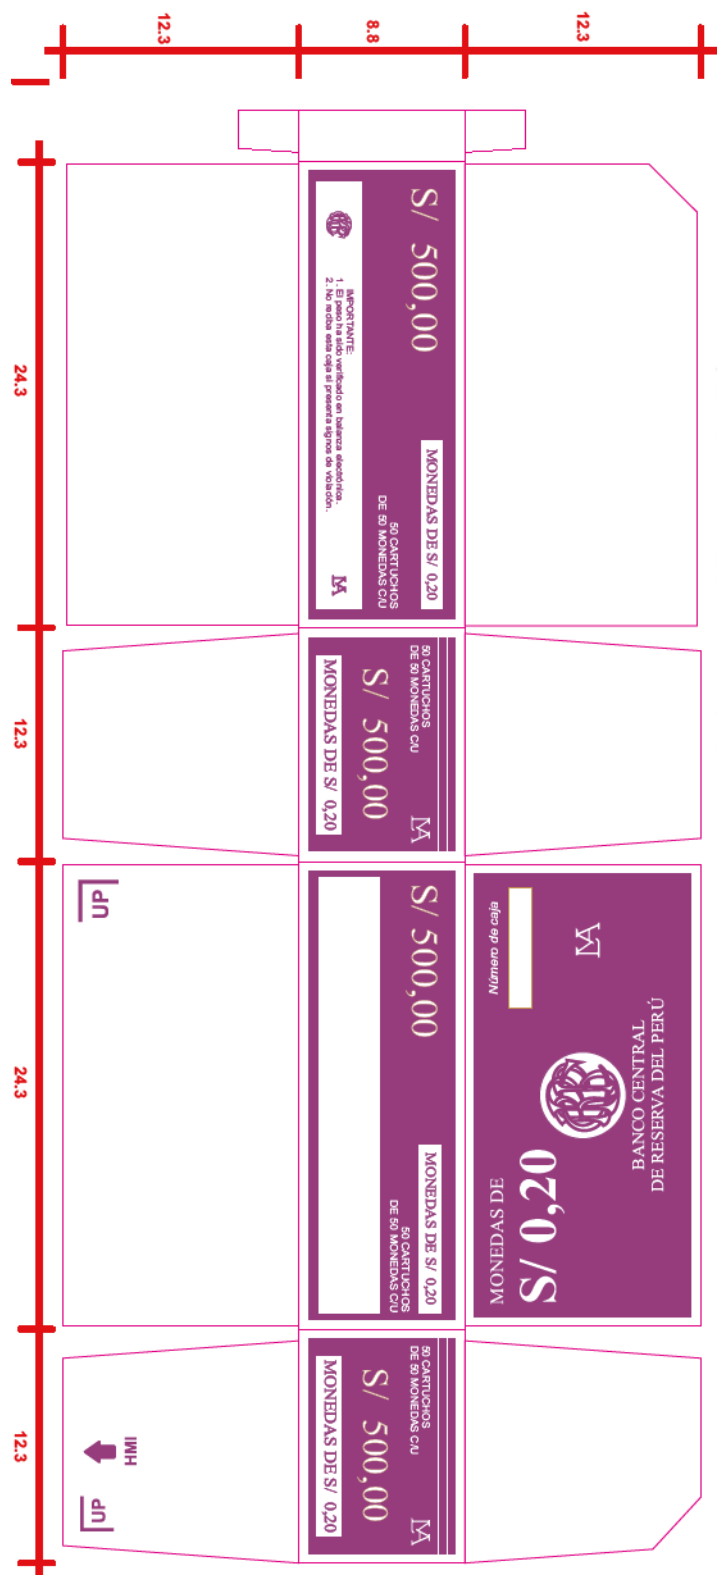 12.3
8.8
12.3
24.3
12.3
24.3
12.3
S/ 500,00
MONEDAS DE S/ 0,20
50 CARTUCHOS
DE 50 MONEDAS C/U
IMPORTANTE:
1. El peso ha sido verificado en balanza electrónica.
2. No reciba esta caja si presenta signos de violación.
50 CARTUCHOS
DE 50 MONEDAS C/U
S/ 500,00
MONEDAS DE S/ 0,20
S/ 500,00
MONEDAS DE S/ 0,20
50 CARTUCHOS
DE 50 MONEDAS C/U
BANCO CENTRAL
DE RESERVA DEL PERÚ
Número de caja
MONEDAS DE
S/ 0,20
UP
50 CARTUCHOS
DE 50 MONEDAS C/U
S/ 500,00
MONEDAS DE S/ 0,20
HMI
UP